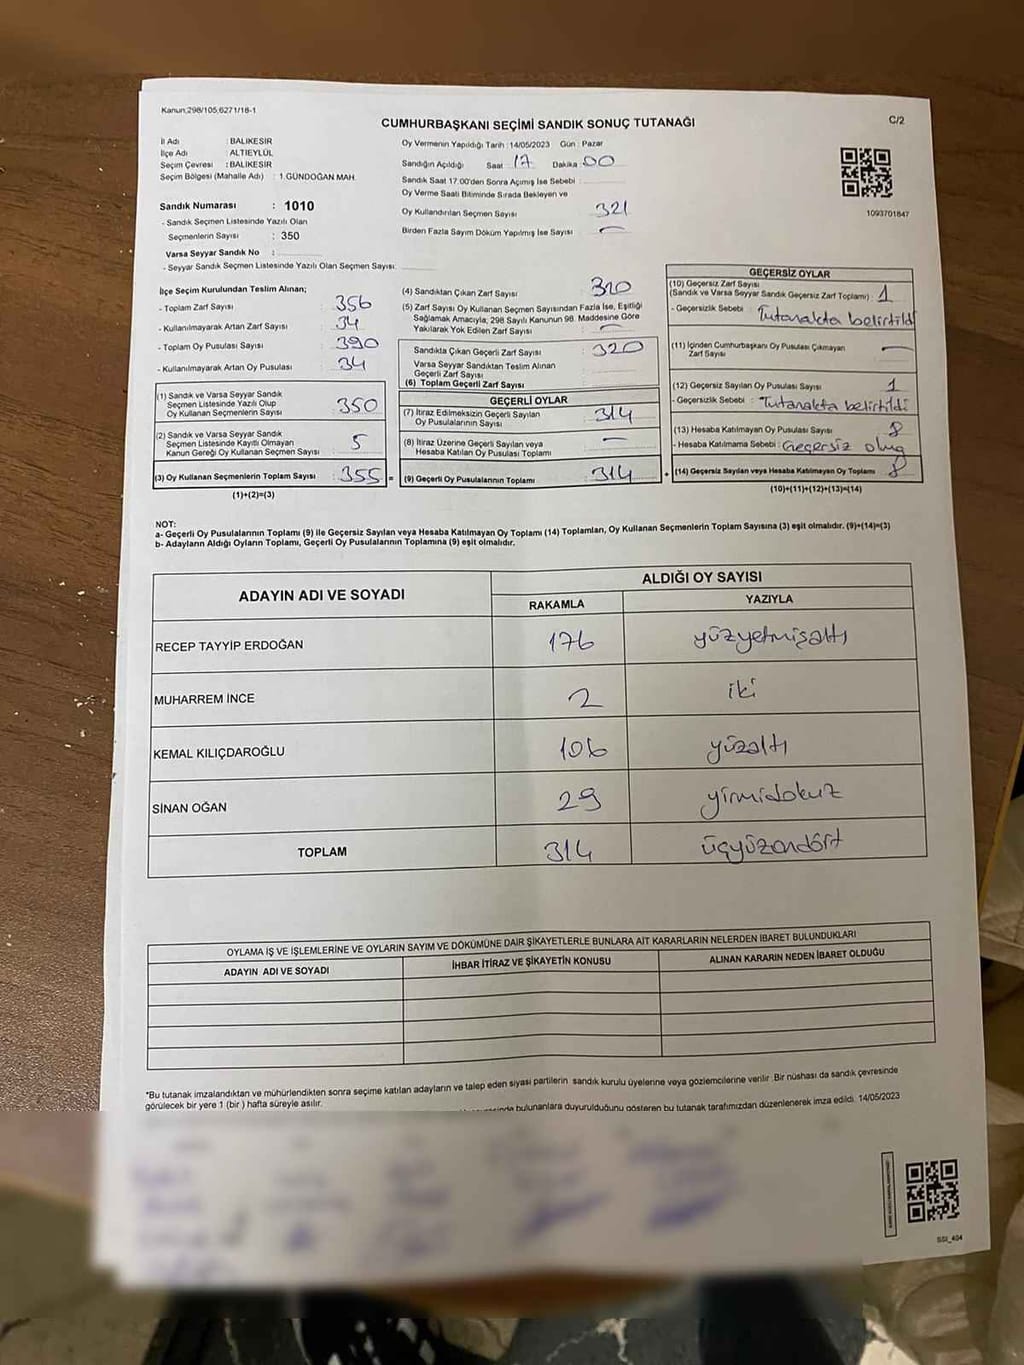 Kanun:298/105,6271/18-1
C/2
CUMHURBAŞKANI SEÇİMİ SANDIK SONUÇ TUTANAĞI
İl Adı : BALIKESİR
İlçe Adı : ALTIEYLÜL
Seçim Çevresi : BALIKESİR
Seçim Bölgesi (Mahalle Adı) : 1.GÜNDOĞAN MAH.
Sandık Numarası : 1010
- Sandık Seçmen Listesinde Yazılı Olan
Seçmenlerin Sayısı : 350
Varsa Seyyar Sandık No :
- Seyyar Sandık Seçmen Listesinde Yazılı Olan Seçmen Sayısı:
Oy Vermenin Yapıldığı Tarih : 14/05/2023 Gün : Pazar
Sandığın Açıldığı Saat 17 Dakika 00
Sandık Saat 17.00'den Sonra Açımış İse Sebebi :
Oy Verme Saati Bitiminde Sırada Bekleyen ve
Oy Kullandırılan Seçmen Sayısı : 321
Birden Fazla Sayım Döküm Yapılmış İse Sayısı : —
1093701847
İlçe Seçim Kurulundan Teslim Alınan;
- Toplam Zarf Sayısı : 356
- Kullanılmayarak Artan Zarf Sayısı : 34
- Toplam Oy Pusulası Sayısı : 390
- Kullanılmayarak Artan Oy Pusulası : 34
(1) Sandık ve Varsa Seyyar Sandık
Seçmen Listesinde Yazılı Olup
Oy Kullanan Seçmenlerin Sayısı : 350
(2) Sandık ve Varsa Seyyar Sandık
Seçmen Listesinde Kayıtlı Olmayan
Kanun Gereği Oy Kullanan Seçmen Sayısı : 5
(3) Oy Kullanan Seçmenlerin Toplam Sayısı : 355 =
(1)+(2)=(3)
(4) Sandıktan Çıkan Zarf Sayısı : 320
(5) Zarf Sayısı Oy Kullanan Seçmen Sayısından Fazla İse, Eşitliği
Sağlamak Amacıyla; 298 Sayılı Kanunun 98. Maddesine Göre
Yakılarak Yok Edilen Zarf Sayısı : —
Sandıkta Çıkan Geçerli Zarf Sayısı : 320
Varsa Seyyar Sandıktan Teslim Alınan
Geçerli Zarf Sayısı :
(6) Toplam Geçerli Zarf Sayısı :
GEÇERLİ OYLAR
(7) İtiraz Edilmeksizin Geçerli Sayılan
Oy Pusulalarının Sayısı : 314
(8) İtiraz Üzerine Geçerli Sayılan veya
Hesaba Katılan Oy Pusulası Toplamı : —
(9) Geçerli Oy Pusulalarının Toplamı : 314 +
GEÇERSİZ OYLAR
(10) Geçersiz Zarf Sayısı
(Sandık ve Varsa Seyyar Sandık Geçersiz Zarf Toplamı) : 1
- Geçersizlik Sebebi : Tutanakta belirtildi
(11) İçinden Cumhurbaşkanı Oy Pusulası Çıkmayan
Zarf Sayısı : —
(12) Geçersiz Sayılan Oy Pusulası Sayısı : 1
- Geçersizlik Sebebi : Tutanakta belirtildi
(13) Hesaba Katılmayan Oy Pusulası Sayısı : 8
- Hesaba Katılmama Sebebi : Geçersiz oluş
(14) Geçersiz Sayılan veya Hesaba Katılmayan Oy Toplamı : 8
(10)+(11)+(12)+(13)=(14)
NOT:
a- Geçerli Oy Pusulalarının Toplamı (9) ile Geçersiz Sayılan veya Hesaba Katılmayan Oy Toplamı (14) Toplamları, Oy Kullanan Seçmenlerin Toplam Sayısına (3) eşit olmalıdır. (9)+(14)=(3)
b- Adayların Aldığı Oyların Toplamı, Geçerli Oy Pusulalarının Toplamına (9) eşit olmalıdır.
ADAYIN ADI VE SOYADI
ALDIĞI OY SAYISI
RAKAMLA YAZIYLA
RECEP TAYYİP ERDOĞAN 176 yüzyetmişaltı
MUHARREM İNCE 2 iki
KEMAL KILIÇDAROĞLU 106 yüzaltı
SİNAN OĞAN 29 yirmidokuz
TOPLAM 314 üçyüzondört
OYLAMA İŞ VE İŞLEMLERİNE VE OYLARIN SAYIM VE DÖKÜMÜNE DAİR ŞİKAYETLERLE BUNLARA AİT KARARLARIN NELERDEN İBARET BULUNDUKLARI
ADAYIN ADI VE SOYADI İHBAR İTİRAZ VE ŞİKAYETİN KONUSU ALINAN KARARIN NEDEN İBARET OLDUĞU
*Bu tutanak imzalandıktan ve mühürlendikten sonra seçime katılan adayların ve talep eden siyasi partilerin sandık kurulu üyelerine veya gözlemcilerine verilir. Bir nüshası da sandık çevresinde
görülecek bir yere 1 (bir) hafta süreyle asılır.
bulunanlara duyurulduğunu gösteren bu tutanak tarafımızdan düzenlenerek imza edildi. 14/05/2023
SSI_404